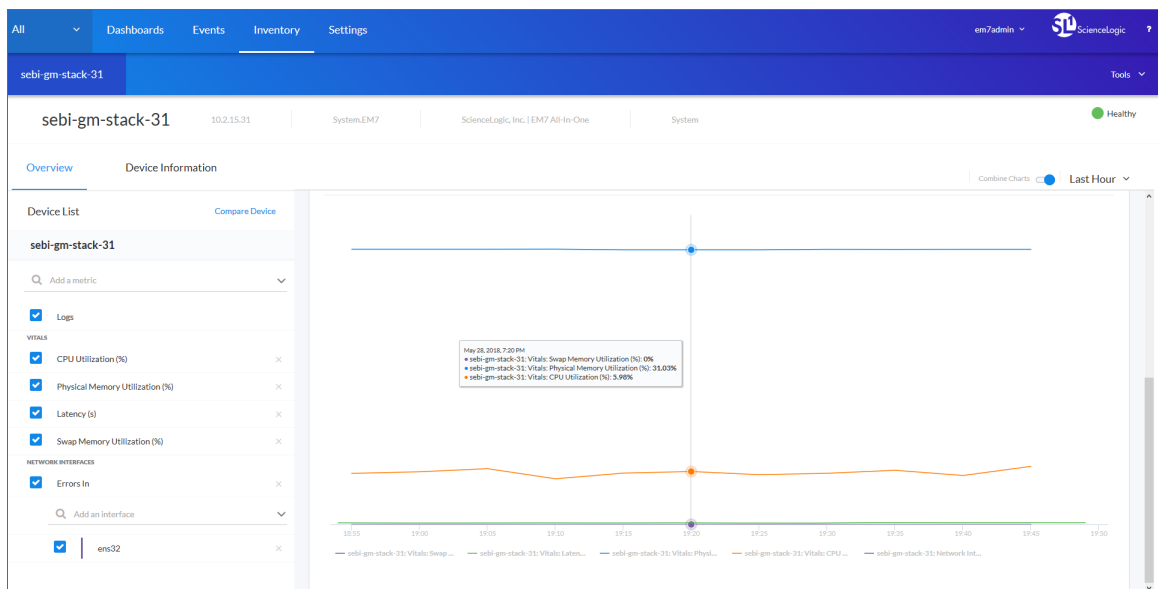 All Dashboards Events Inventory Settings em7admin SL ScienceLogic ?
sebi-gm-stack-31 Tools
sebi-gm-stack-31 10.2.15.31 System.EM7 ScienceLogic, Inc. | EM7 All-In-One System Healthy
Overview Device Information Combine Charts Last Hour
Device List Compare Device
sebi-gm-stack-31
Add a metric
Logs
VITALS
CPU Utilization (%)
Physical Memory Utilization (%)
Latency (s)
Swap Memory Utilization (%)
NETWORK INTERFACES
Errors In
Add an interface
ens32
May 28, 2018, 7:20 PM
sebi-gm-stack-31: Vitals: Swap Memory Utilization (%): 0%
sebi-gm-stack-31: Vitals: Physical Memory Utilization (%): 31.03%
sebi-gm-stack-31: Vitals: CPU Utilization (%): 5.98%
18:55 19:00 19:05 19:10 19:15 19:20 19:25 19:30 19:35 19:40 19:45 19:50
sebi-gm-stack-31: Vitals: Swap ... sebi-gm-stack-31: Vitals: Laten... sebi-gm-stack-31: Vitals: Physi... sebi-gm-stack-31: Vitals: CPU ... sebi-gm-stack-31: Network Int...